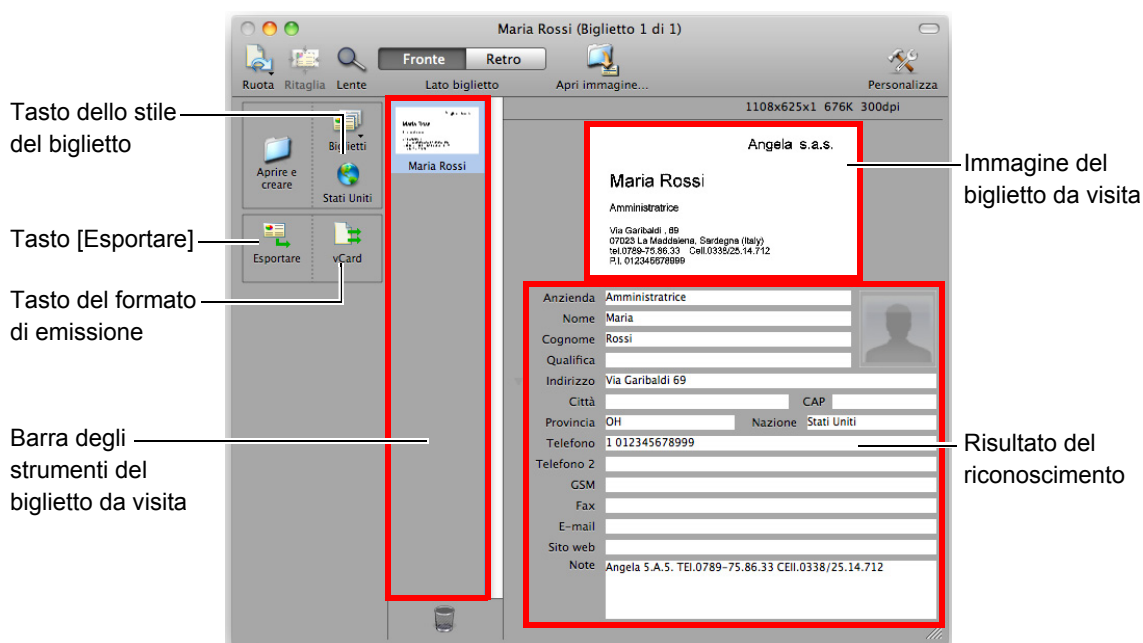 Maria Rossi (Biglietto 1 di 1)
Fronte Retro
Ruota Ritaglia Lente Lato biglietto Apri immagine... Personalizza
1108x625x1 676K 300dpi
Tasto dello stile
del biglietto
Tasto [Esportare]
Tasto del formato
di emissione
Barra degli
strumenti del
biglietto da visita
Aprire e
creare
Biglietti
Stati Uniti
Esportare
vCard
Maria Rossi
Angela s.a.s.
Maria Rossi
Amministratrice
Via Garibaldi , 69
07023 La Maddalena, Sardegna (Italy)
tel.0789-75.86.33 Cell.0338/25.14.712
P.I. 012345678999
Immagine del
biglietto da visita
Anzienda Amministratrice
Nome Maria
Cognome Rossi
Qualifica
Indirizzo Via Garibaldi 69
Città CAP
Provincia OH Nazione Stati Uniti
Telefono 1 012345678999
Telefono 2
GSM
Fax
E-mail
Sito web
Note Angela S.A.S. TEl.0789-75.86.33 CEll.0338/25.14.712
Risultato del
riconoscimento